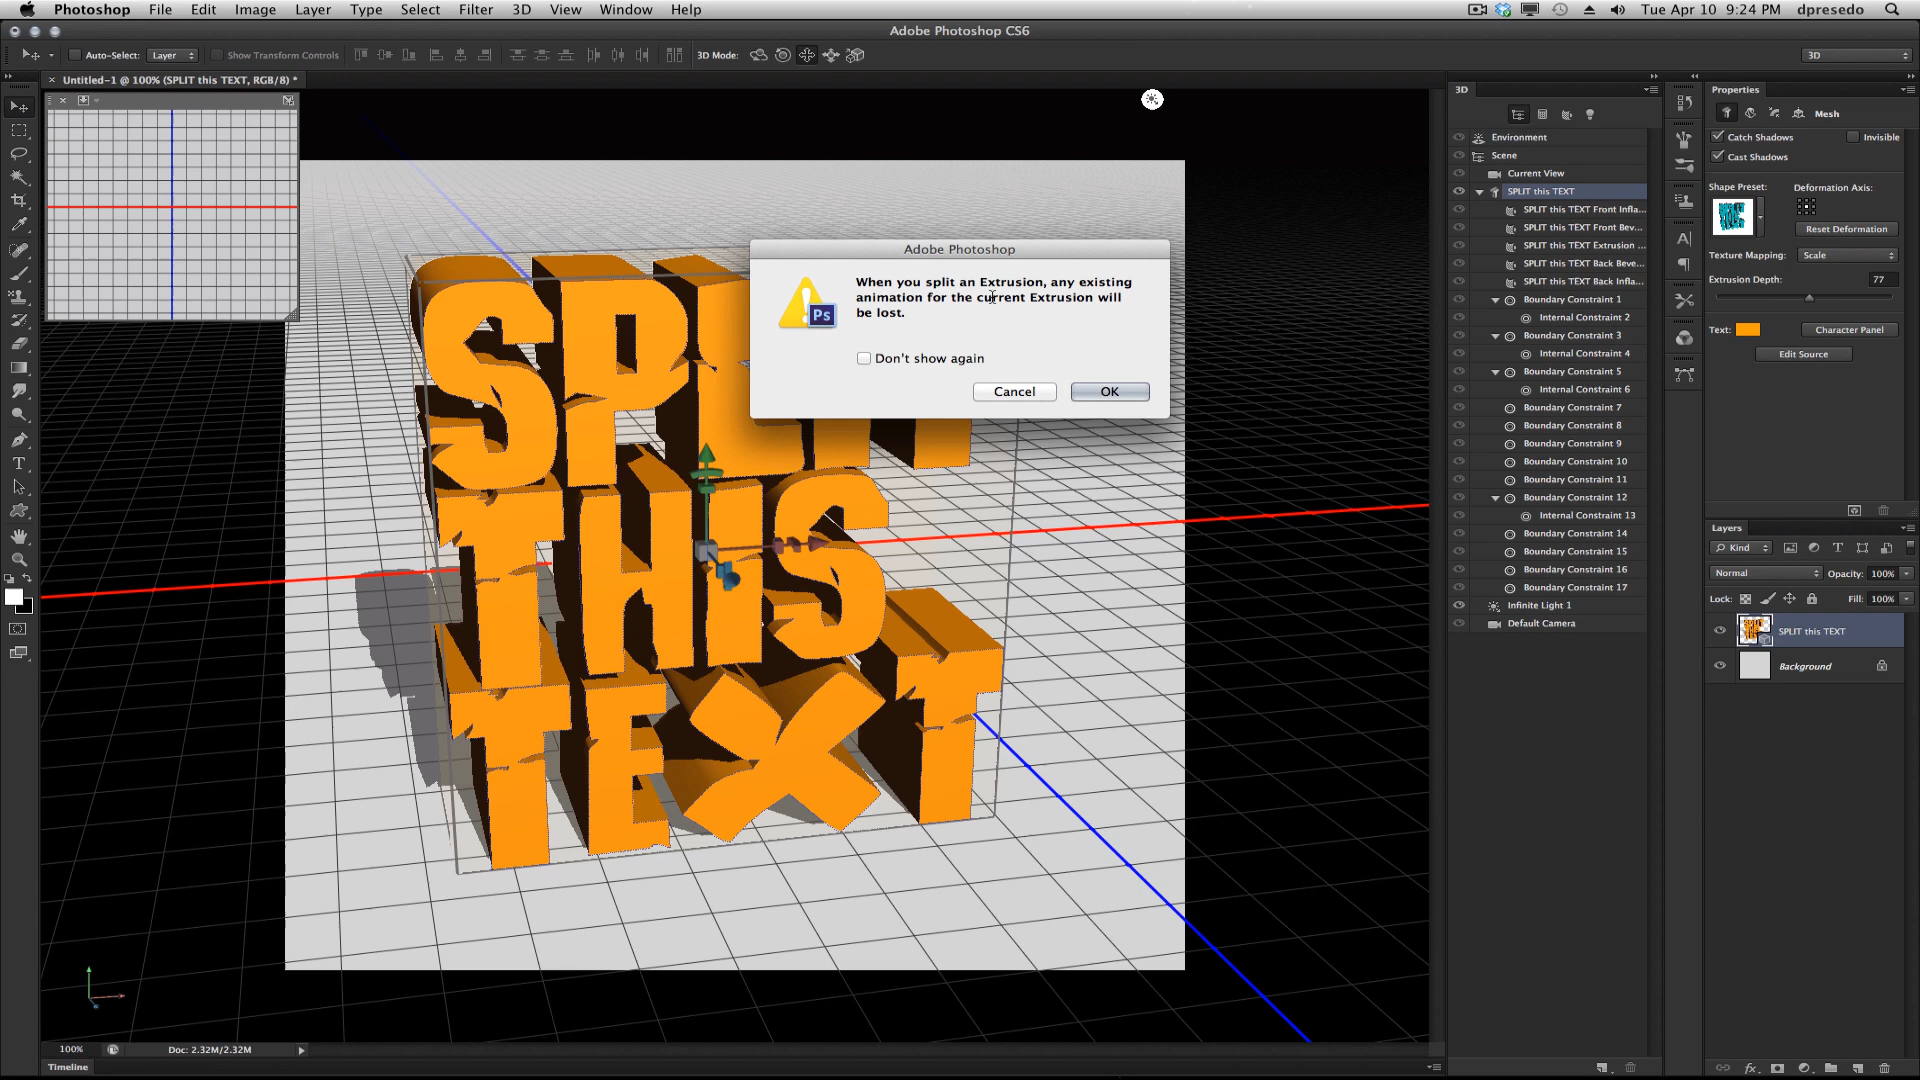 Photoshop File Edit Image Layer Type Select Filter 3D View Window Help
Tue Apr 10 9:24 PM dpresedo
Adobe Photoshop CS6
Auto-Select: Layer Show Transform Controls 3D Mode: 3D
Untitled-1 @ 100% (SPLIT this TEXT, RGB/8) *
SPLIT
THIS
TEXT
Adobe Photoshop
When you split an Extrusion, any existing
animation for the current Extrusion will
be lost.
Ps
Don't show again
Cancel OK
3D
Environment
Scene
Current View
SPLIT this TEXT
SPLIT this TEXT Front Infla...
SPLIT this TEXT Front Bev...
SPLIT this TEXT Extrusion ...
SPLIT this TEXT Back Beve...
SPLIT this TEXT Back Infla...
Boundary Constraint 1
Internal Constraint 2
Boundary Constraint 3
Internal Constraint 4
Boundary Constraint 5
Internal Constraint 6
Boundary Constraint 7
Boundary Constraint 8
Boundary Constraint 9
Boundary Constraint 10
Boundary Constraint 11
Boundary Constraint 12
Internal Constraint 13
Boundary Constraint 14
Boundary Constraint 15
Boundary Constraint 16
Boundary Constraint 17
Infinite Light 1
Default Camera
Properties
Mesh
Catch Shadows Invisible
Cast Shadows
Shape Preset: Deformation Axis:
Reset Deformation
Texture Mapping: Scale
Extrusion Depth: 77
Text: Character Panel
Edit Source
Layers
Kind
Normal Opacity: 100%
Lock: Fill: 100%
SPLIT this TEXT
Background
100% Doc: 2.32M/2.32M
Timeline